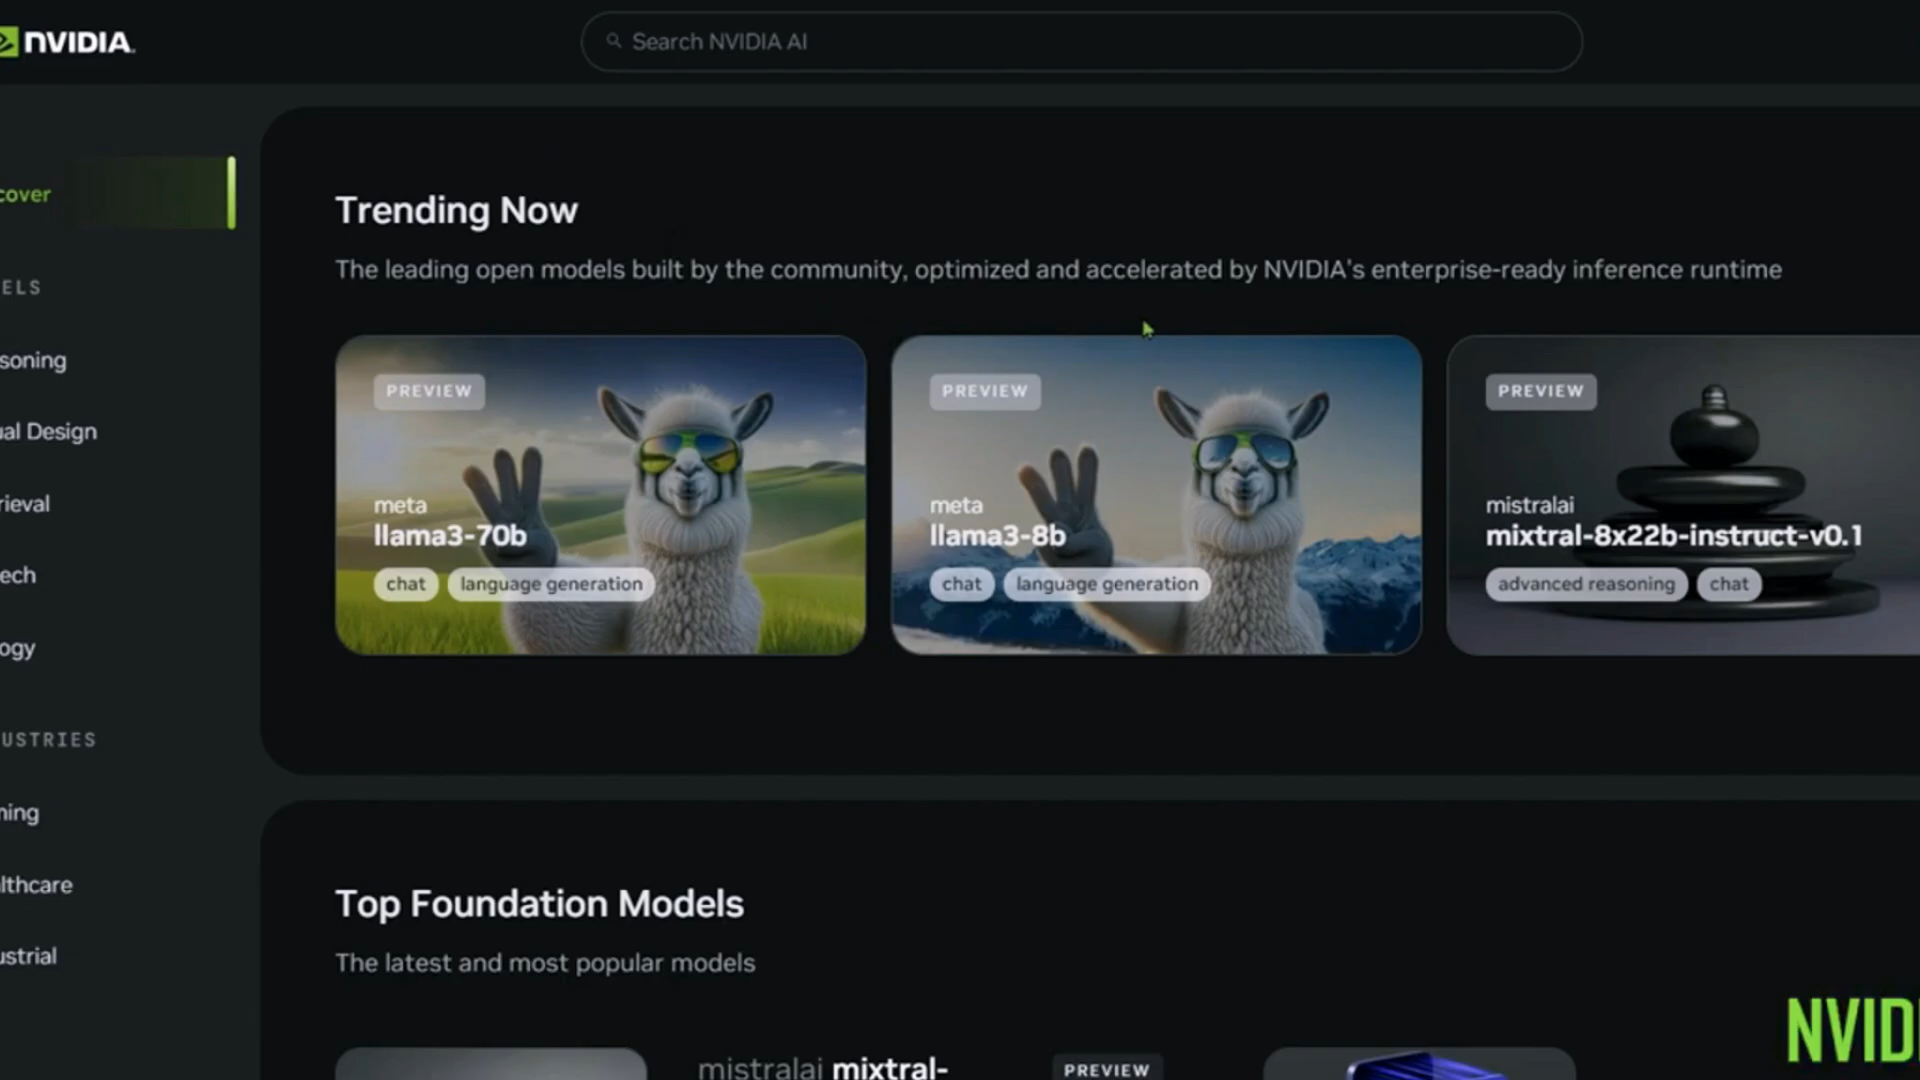 NVIDIA.
Search NVIDIA AI
cover
ELS
soning
ual Design
rieval
ech
ogy
USTRIES
ning
lthcare
ustrial
Trending Now
The leading open models built by the community, optimized and accelerated by NVIDIA's enterprise-ready inference runtime
PREVIEW
meta
llama3-70b
chat
language generation
PREVIEW
meta
llama3-8b
chat
language generation
PREVIEW
mistralai
mixtral-8x22b-instruct-v0.1
advanced reasoning
chat
Top Foundation Models
The latest and most popular models
mistralai mixtral-
PREVIEW
NVID